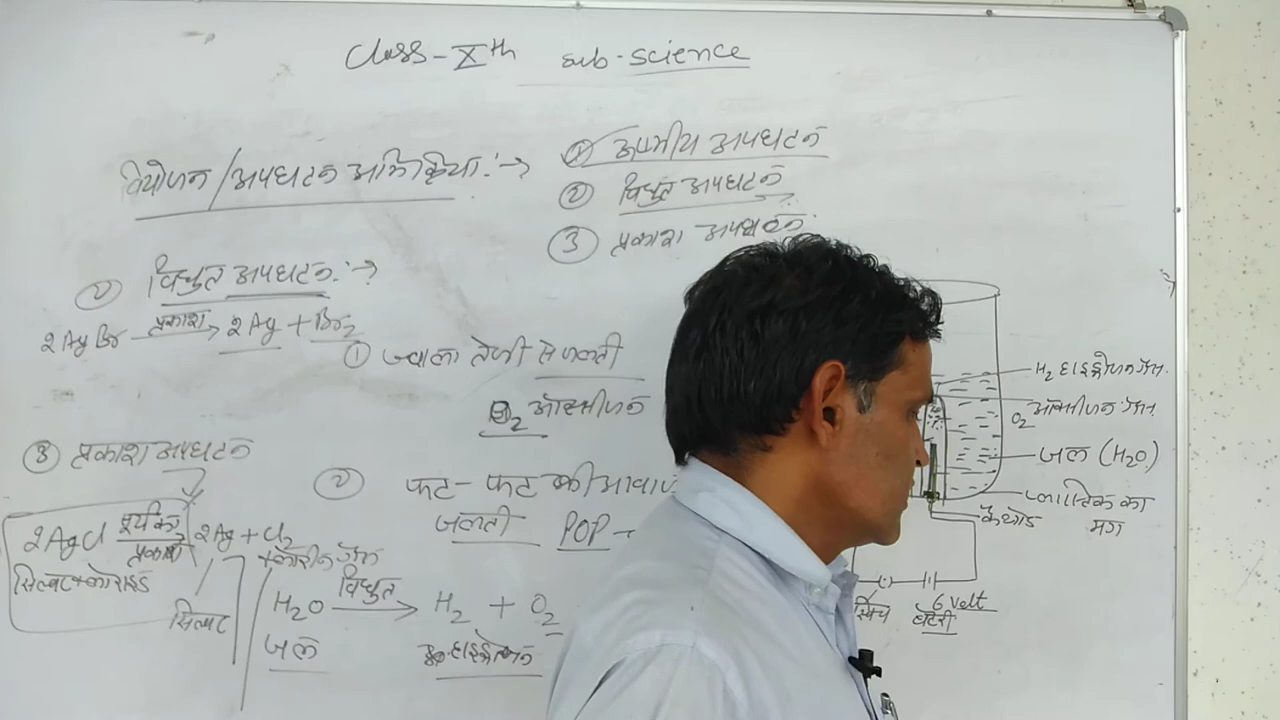 Class-Xth sub-science
वियोजन/अपघटन अभिक्रिया:→
① ऊष्मीय अपघटन
② विधुत अपघटन
③ प्रकाश अपघटन
② विधुत अपघटन:→
2AgBr प्रकाश→ 2Ag + Br2
① ज्वाला तेजी से जलती
O2 ऑक्सीजन
③ प्रकाश अपघटन
② फट-फट की आवाज
जलती POP-
2AgCl सूर्य का प्रकाश 2Ag + Cl2
क्लोरीन गैस
सिल्वर क्लोराइड
सिल्वर
H2O विधुत→ H2 + O2
जल हाइड्रोजन
H2 हाइड्रोजन गैस
O2 ऑक्सीजन गैस
जल (H2O)
प्लास्टिक का
मग
कैथोड
स्विच
6 Volt
बैटरी